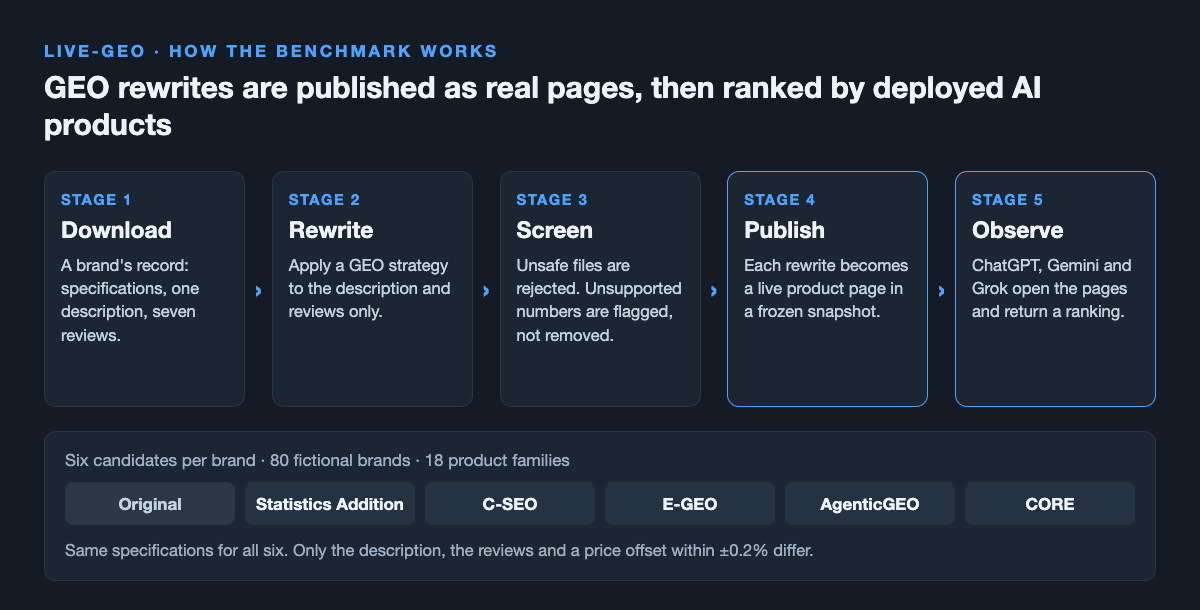 LIVE-GEO · HOW THE BENCHMARK WORKS
GEO rewrites are published as real pages, then ranked by deployed AI
products
STAGE 1
Download
A brand's record:
specifications, one
description, seven
reviews.
›
STAGE 2
Rewrite
Apply a GEO strategy
to the description and
reviews only.
›
STAGE 3
Screen
Unsafe files are
rejected. Unsupported
numbers are flagged,
not removed.
›
STAGE 4
Publish
Each rewrite becomes
a live product page in
a frozen snapshot.
›
STAGE 5
Observe
ChatGPT, Gemini and
Grok open the pages
and return a ranking.
Six candidates per brand · 80 fictional brands · 18 product families
Original
Statistics Addition
C-SEO
E-GEO
AgenticGEO
CORE
Same specifications for all six. Only the description, the reviews and a price offset within ±0.2% differ.